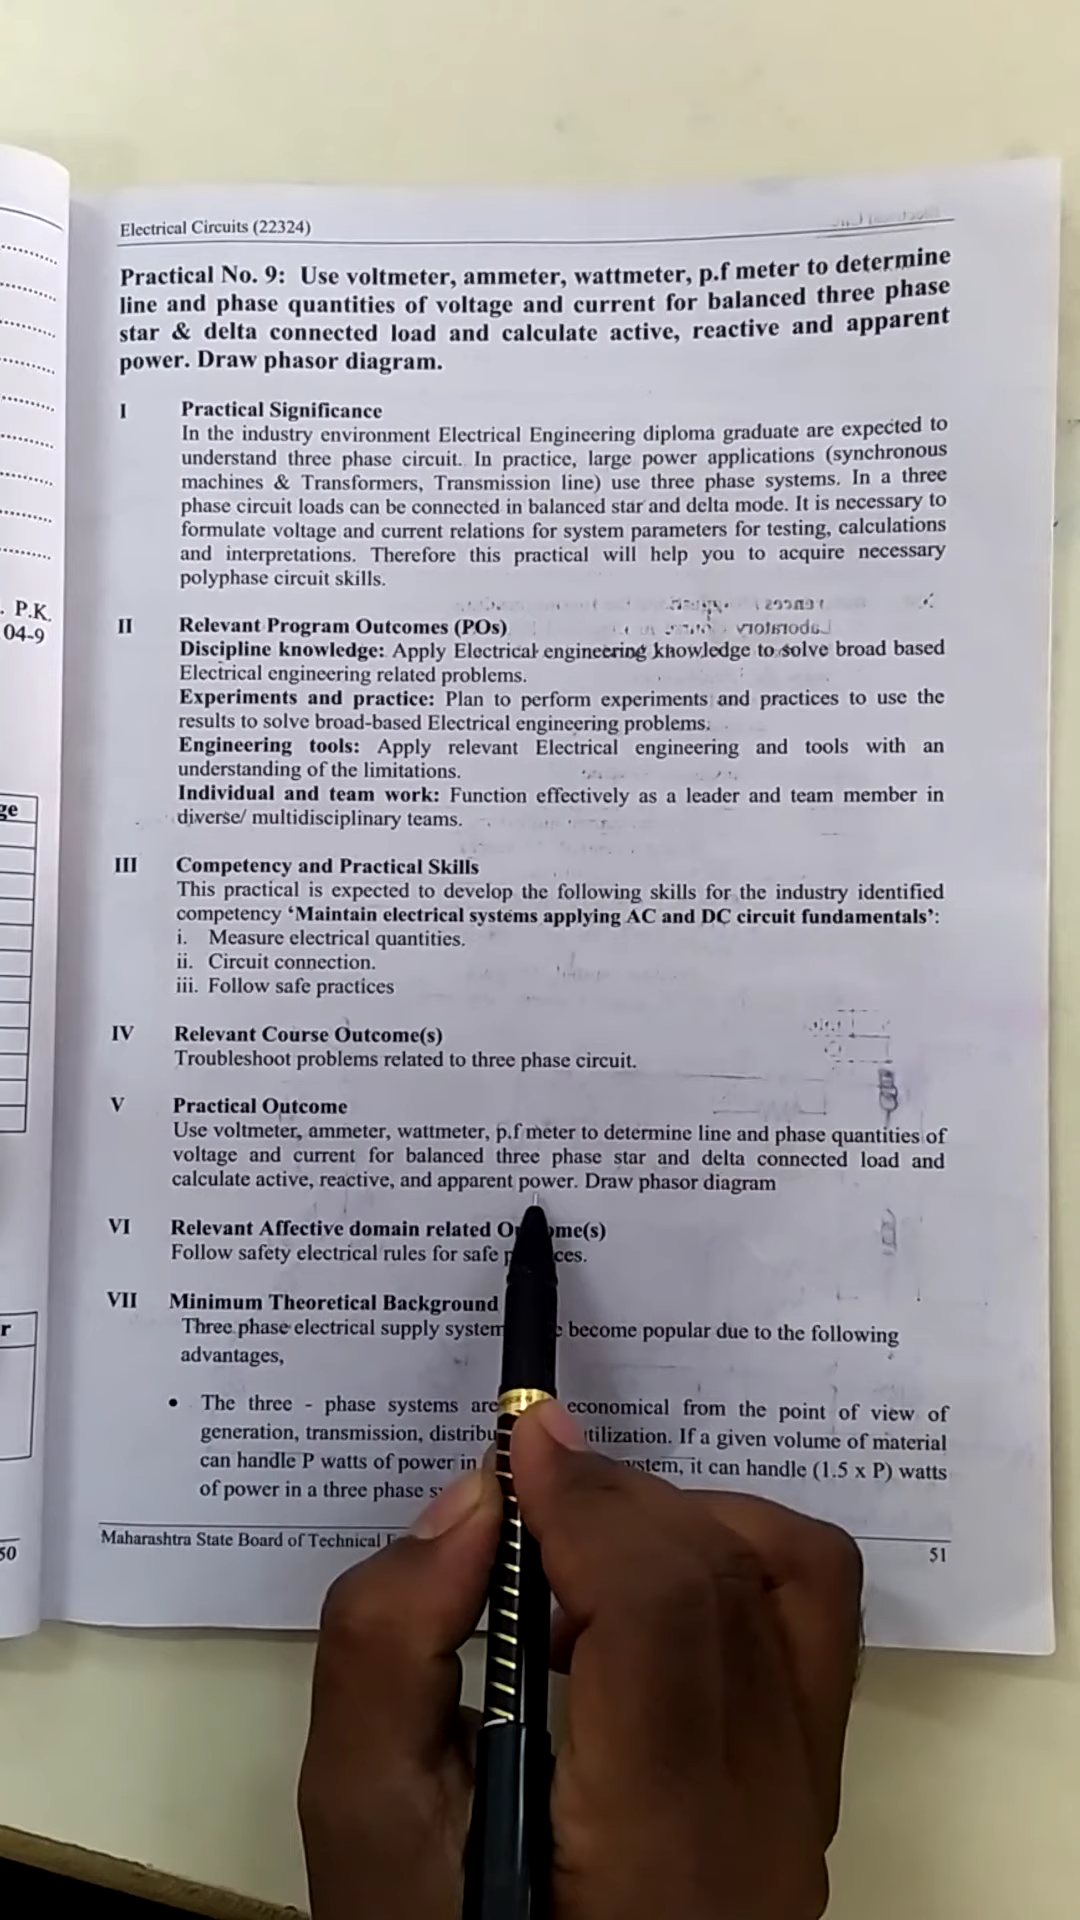 Electrical Circuits (22324)
Practical No. 9: Use voltmeter, ammeter, wattmeter, p.f meter to determine
line and phase quantities of voltage and current for balanced three phase
star & delta connected load and calculate active, reactive and apparent
power. Draw phasor diagram.
I Practical Significance
In the industry environment Electrical Engineering diploma graduate are expected to
understand three phase circuit. In practice, large power applications (synchronous
machines & Transformers, Transmission line) use three phase systems. In a three
phase circuit loads can be connected in balanced star and delta mode. It is necessary to
formulate voltage and current relations for system parameters for testing, calculations
and interpretations. Therefore this practical will help you to acquire necessary
polyphase circuit skills.
. P.K.
04-9
II Relevant Program Outcomes (POs)
Discipline knowledge: Apply Electrical engineering knowledge to solve broad based
Electrical engineering related problems.
Experiments and practice: Plan to perform experiments and practices to use the
results to solve broad-based Electrical engineering problems.
Engineering tools: Apply relevant Electrical engineering and tools with an
understanding of the limitations.
Individual and team work: Function effectively as a leader and team member in
diverse/ multidisciplinary teams.
ge
III Competency and Practical Skills
This practical is expected to develop the following skills for the industry identified
competency ‘Maintain electrical systems applying AC and DC circuit fundamentals’:
i. Measure electrical quantities.
ii. Circuit connection.
iii. Follow safe practices
IV Relevant Course Outcome(s)
Troubleshoot problems related to three phase circuit.
V Practical Outcome
Use voltmeter, ammeter, wattmeter, p.f meter to determine line and phase quantities of
voltage and current for balanced three phase star and delta connected load and
calculate active, reactive, and apparent power. Draw phasor diagram
VI Relevant Affective domain related O me(s)
Follow safety electrical rules for safe p ces.
VII Minimum Theoretical Background
Three phase electrical supply system become popular due to the following
advantages,
r
• The three - phase systems are economical from the point of view of
generation, transmission, distribu tilization. If a given volume of material
can handle P watts of power in ystem, it can handle (1.5 x P) watts
of power in a three phase s
Maharashtra State Board of Technical
51
50